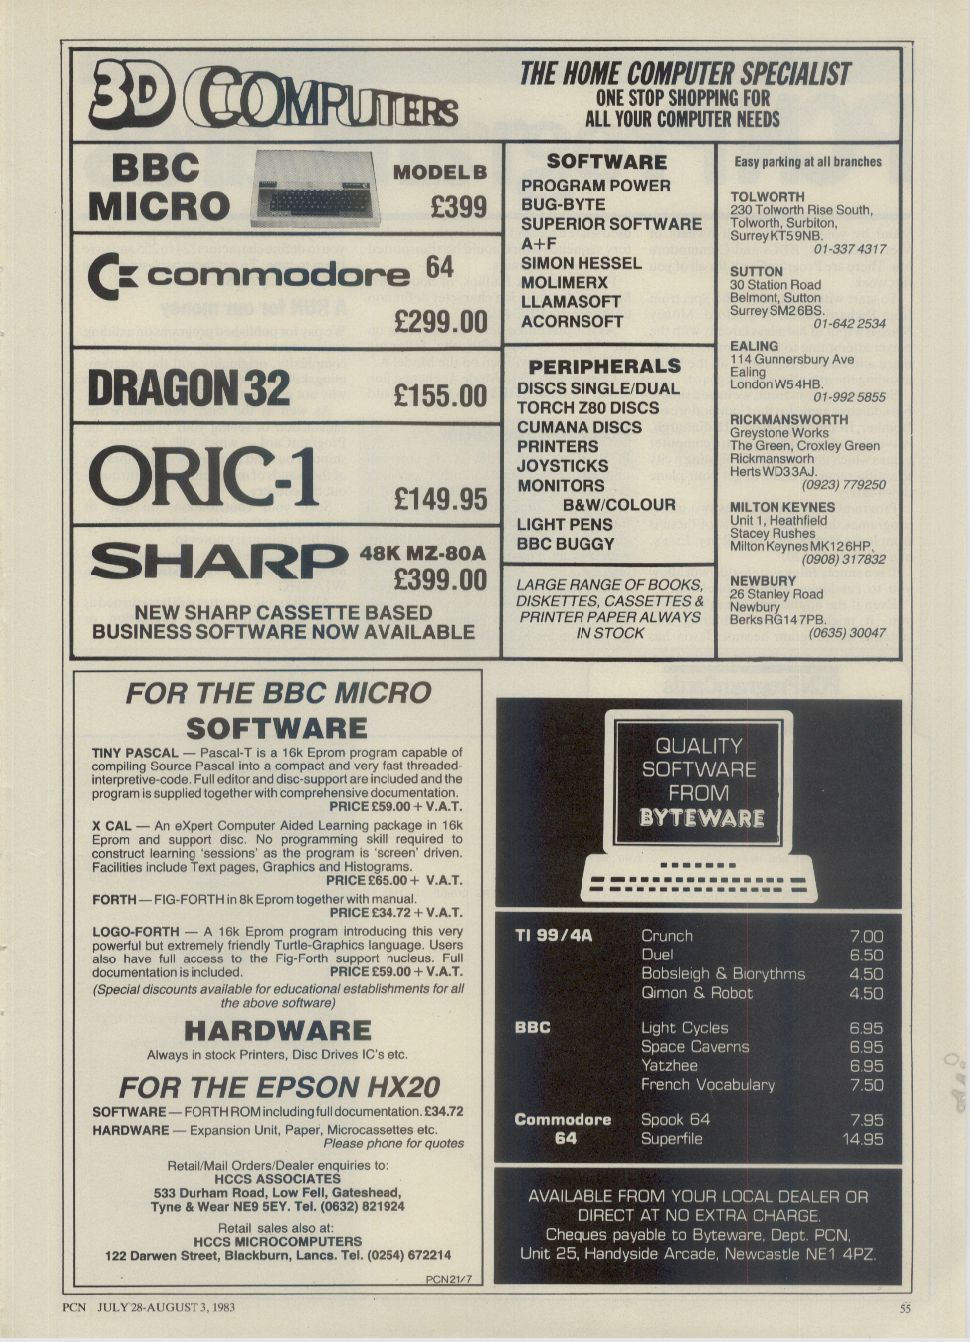 3D COMPUTERS
THE HOME COMPUTER SPECIALIST
ONE STOP SHOPPING FOR
ALL YOUR COMPUTER NEEDS
BBC
MICRO
MODEL B
£399
commodore 64
£299.00
DRAGON 32
£155.00
ORIC-1
£149.95
SHARP
48K MZ-80A
£399.00
NEW SHARP CASSETTE BASED
BUSINESS SOFTWARE NOW AVAILABLE
SOFTWARE
PROGRAM POWER
BUG-BYTE
SUPERIOR SOFTWARE
A+F
SIMON HESSEL
MOLIMERX
LLAMASOFT
ACORNSOFT
PERIPHERALS
DISCS SINGLE/DUAL
TORCH Z80 DISCS
CUMANA DISCS
PRINTERS
JOYSTICKS
MONITORS
B&W/COLOUR
LIGHT PENS
BBC BUGGY
LARGE RANGE OF BOOKS,
DISKETTES, CASSETTES &
PRINTER PAPER ALWAYS
IN STOCK
Easy parking at all branches
TOLWORTH
230 Tolworth Rise South,
Tolworth, Surbiton,
Surrey KT5 9NB.
01-337 4317
SUTTON
30 Station Road
Belmont, Sutton
Surrey SM2 6BS.
01-642 2534
EALING
114 Gunnersbury Ave
Ealing
London W5 4HB.
01-992 5855
RICKMANSWORTH
Greystone Works
The Green, Croxley Green
Rickmansworh
Herts WD3 3AJ.
(0923) 779250
MILTON KEYNES
Unit 1, Heathfield
Stacey Rushes
Milton Keynes MK12 6HP.
(0908) 317832
NEWBURY
26 Stanley Road
Newbury
Berks RG14 7PB.
(0635) 30047
FOR THE BBC MICRO
SOFTWARE
TINY PASCAL — Pascal-T is a 16k Eprom program capable of
compiling Source Pascal into a compact and very fast threaded-
interpretive-code. Full editor and disc-support are included and the
program is supplied together with comprehensive documentation.
PRICE £59.00 + V.A.T.
X CAL — An eXpert Computer Aided Learning package in 16k
Eprom and support disc. No programming skill required to
construct learning 'sessions' as the program is 'screen' driven.
Facilities include Text pages, Graphics and Histograms.
PRICE £65.00 + V.A.T.
FORTH — FIG-FORTH in 8k Eprom together with manual.
PRICE £34.72 + V.A.T.
LOGO-FORTH — A 16k Eprom program introducing this very
powerful but extremely friendly Turtle-Graphics language. Users
also have full access to the Fig-Forth support nucleus. Full
documentation is included. PRICE £59.00 + V.A.T.
(Special discounts available for educational establishments for all
the above software)
HARDWARE
Always in stock Printers, Disc Drives IC's etc.
FOR THE EPSON HX20
SOFTWARE — FORTH ROM including full documentation. £34.72
HARDWARE — Expansion Unit, Paper, Microcassettes etc.
Please phone for quotes
Retail/Mail Orders/Dealer enquiries to:
HCCS ASSOCIATES
533 Durham Road, Low Fell, Gateshead,
Tyne & Wear NE9 5EY. Tel. (0632) 821924
Retail sales also at:
HCCS MICROCOMPUTERS
122 Darwen Street, Blackburn, Lancs. Tel. (0254) 672214
PCN21/7
QUALITY
SOFTWARE
FROM
BYTEWARE
TI 99/4A Crunch 7.00
Duel 6.50
Bobsleigh & Biorythms 4.50
Qimon & Robot 4.50
BBC Light Cycles 6.95
Space Caverns 6.95
Yatzhee 6.95
French Vocabulary 7.50
Commodore Spook 64 7.95
64 Superfile 14.95
AVAILABLE FROM YOUR LOCAL DEALER OR
DIRECT AT NO EXTRA CHARGE.
Cheques payable to Byteware, Dept. PCN,
Unit 25, Handyside Arcade, Newcastle NE1 4PZ.
PCN JULY 28-AUGUST 3, 1983
55